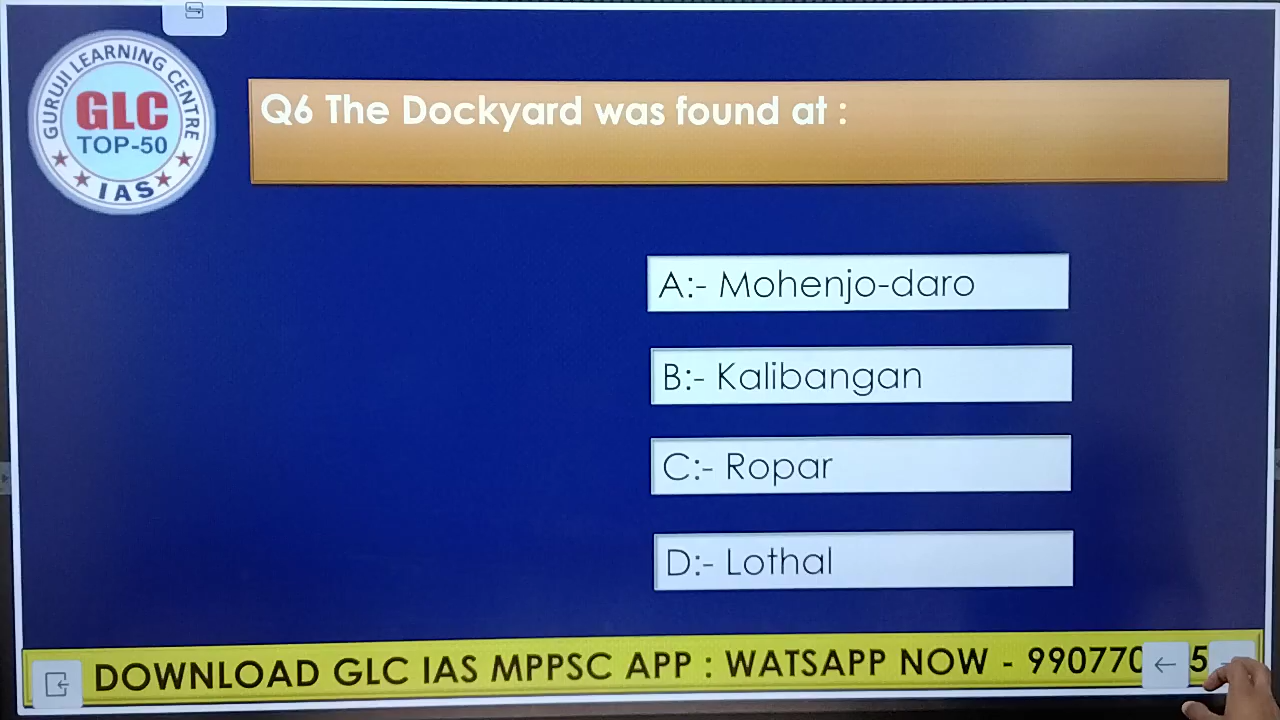 GURUJI LEARNING CENTRE
GLC
TOP-50
IAS
Q6 The Dockyard was found at :
A:- Mohenjo-daro
B:- Kalibangan
C:- Ropar
D:- Lothal
DOWNLOAD GLC IAS MPPSC APP : WATSAPP NOW - 990770 5